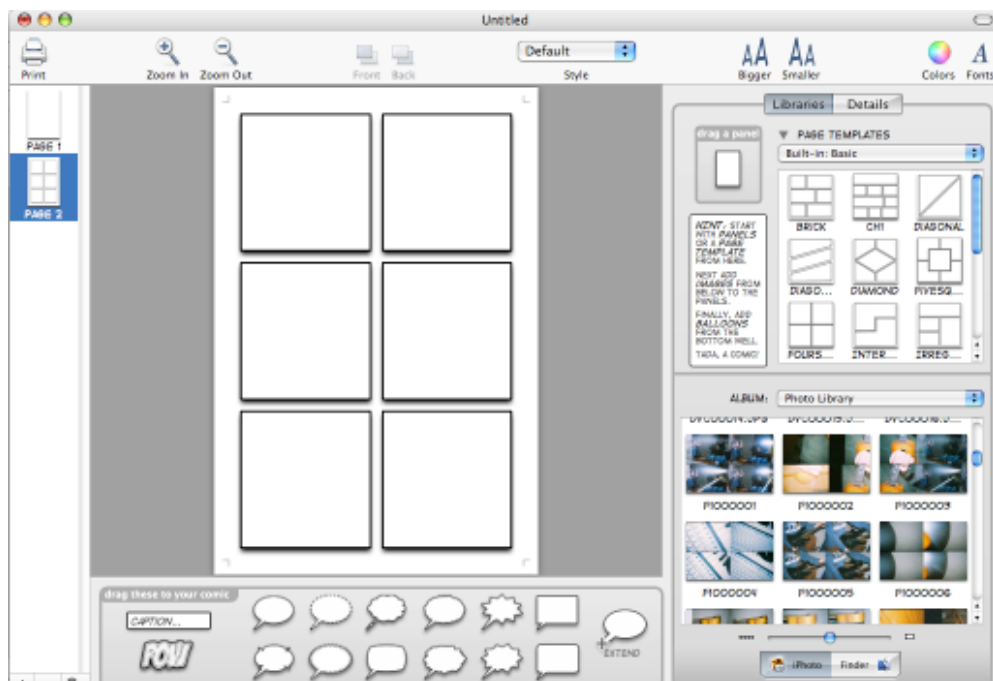 Untitled
Print
Zoom In
Zoom Out
Front
Back
Default
Style
Bigger
Smaller
Colors
Fonts
PAGE 1
PAGE 2
Libraries
Details
drag a panel
PAGE TEMPLATES
Built-in: Basic
BRICK
CH1
DIAGONAL
DIAGO...
DIAMOND
FIVESQ...
FOURS...
INTER...
IRREG...
HINT: START
WITH PANELS
OR A PAGE
TEMPLATE
FROM HERE.
NEXT ADD
IMAGES FROM
BELOW TO THE
PANELS.
FINALLY, ADD
BALLOONS
FROM THE
BOTTOM WELL.
TADA, A COMIC!
ALBUM:
Photo Library
P1000001
P1000002
P1000003
P1000004
P1000005
P1000006
drag these to your comic
CAPTION...
POW!
EXTEND
iPhoto
Finder